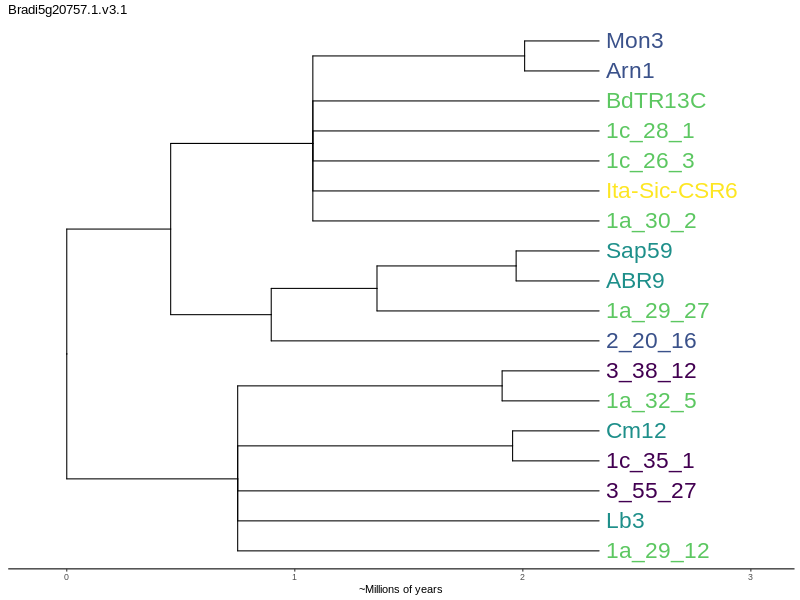 Bradi5g20757.1.v3.1
Mon3
Arn1
BdTR13C
1c_28_1
1c_26_3
Ita-Sic-CSR6
1a_30_2
Sap59
ABR9
1a_29_27
2_20_16
3_38_12
1a_32_5
Cm12
1c_35_1
3_55_27
Lb3
1a_29_12
0 1 2 3
~Millions of years